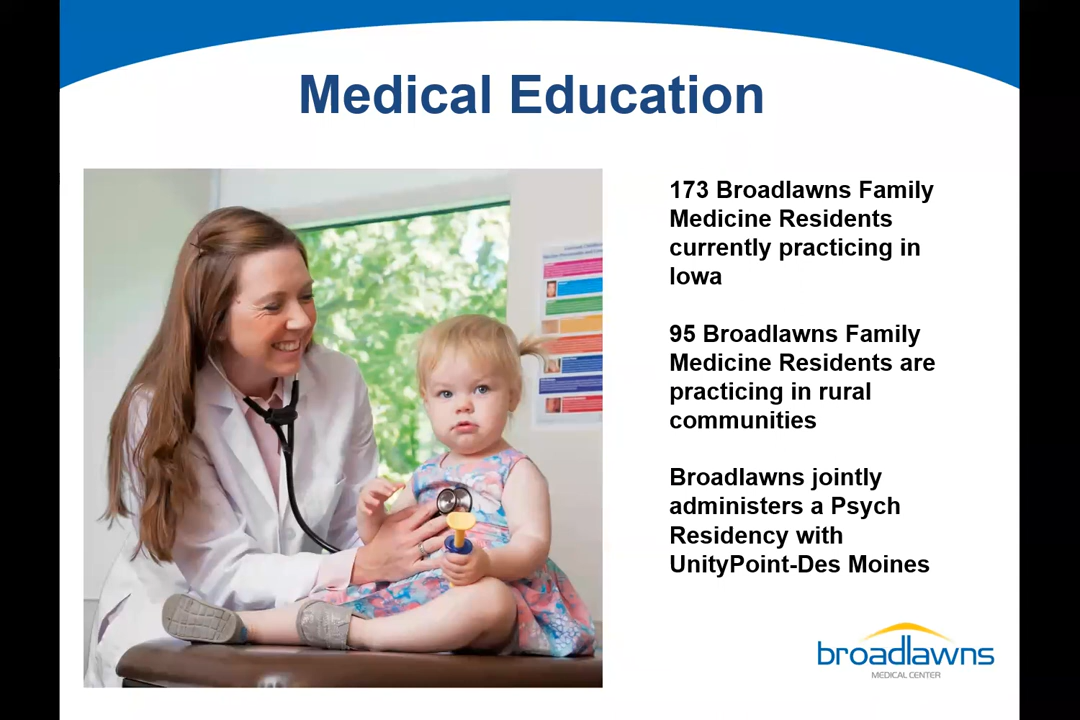 Medical Education
173 Broadlawns Family
Medicine Residents
currently practicing in
Iowa
95 Broadlawns Family
Medicine Residents are
practicing in rural
communities
Broadlawns jointly
administers a Psych
Residency with
UnityPoint-Des Moines
broadlawns
MEDICAL CENTER